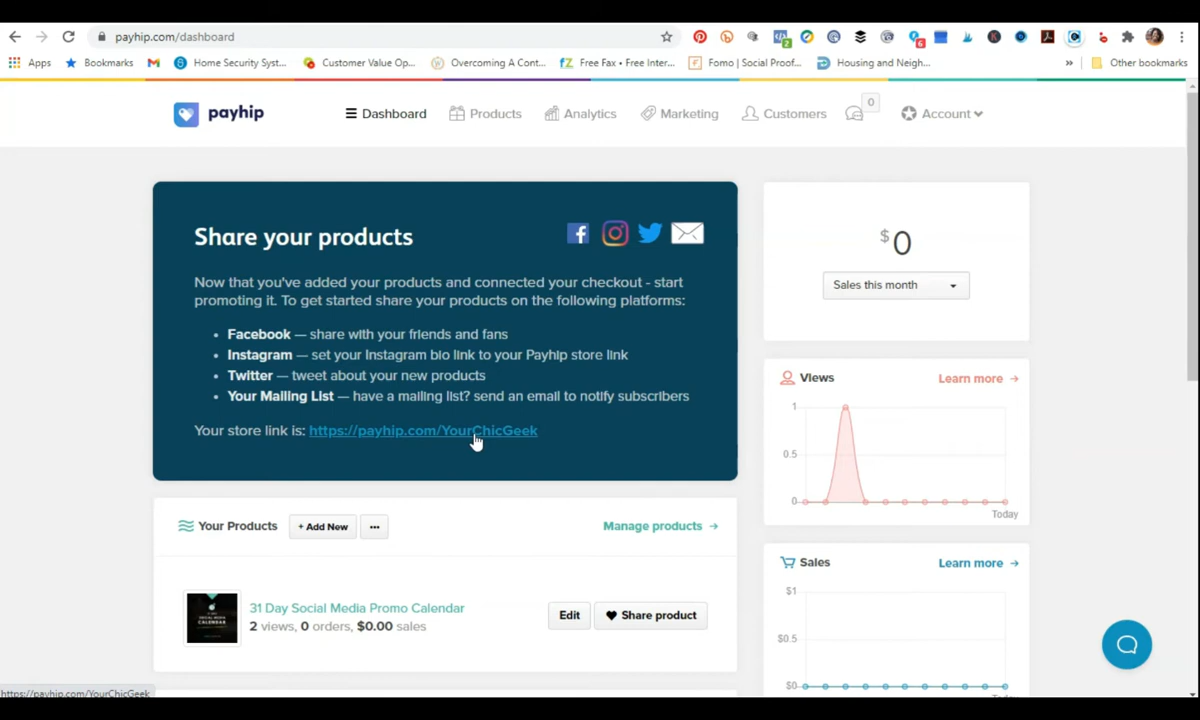 payhip.com/dashboard
2
6
Apps Bookmarks Home Security Syst... Customer Value Op... Overcoming A Cont... Free Fax • Free Inter... Fomo | Social Proof... Housing and Neigh... » Other bookmarks
payhip Dashboard Products Analytics Marketing Customers 0 Account
Share your products
Now that you've added your products and connected your checkout - start
promoting it. To get started share your products on the following platforms:
• Facebook — share with your friends and fans
• Instagram — set your Instagram bio link to your Payhip store link
• Twitter — tweet about your new products
• Your Mailing List — have a mailing list? send an email to notify subscribers
Your store link is: https://payhip.com/YourChicGeek
$0
Sales this month
Views Learn more →
1
0.5
0
Today
Your Products + Add New ... Manage products →
31 Day Social Media Promo Calendar
2 views, 0 orders, $0.00 sales
Edit Share product
Sales Learn more →
$1
$0.5
$0
https://payhip.com/YourChicGeek